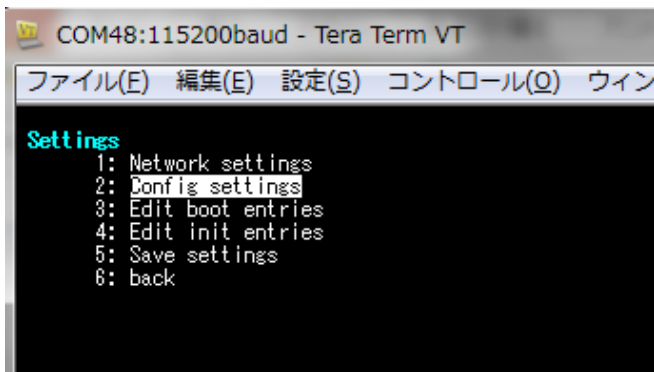 COM48:115200baud - Tera Term VT
ファイル(F) 編集(E) 設定(S) コントロール(O) ウィン
Settings
1: Network settings
2: Config settings
3: Edit boot entries
4: Edit init entries
5: Save settings
6: back